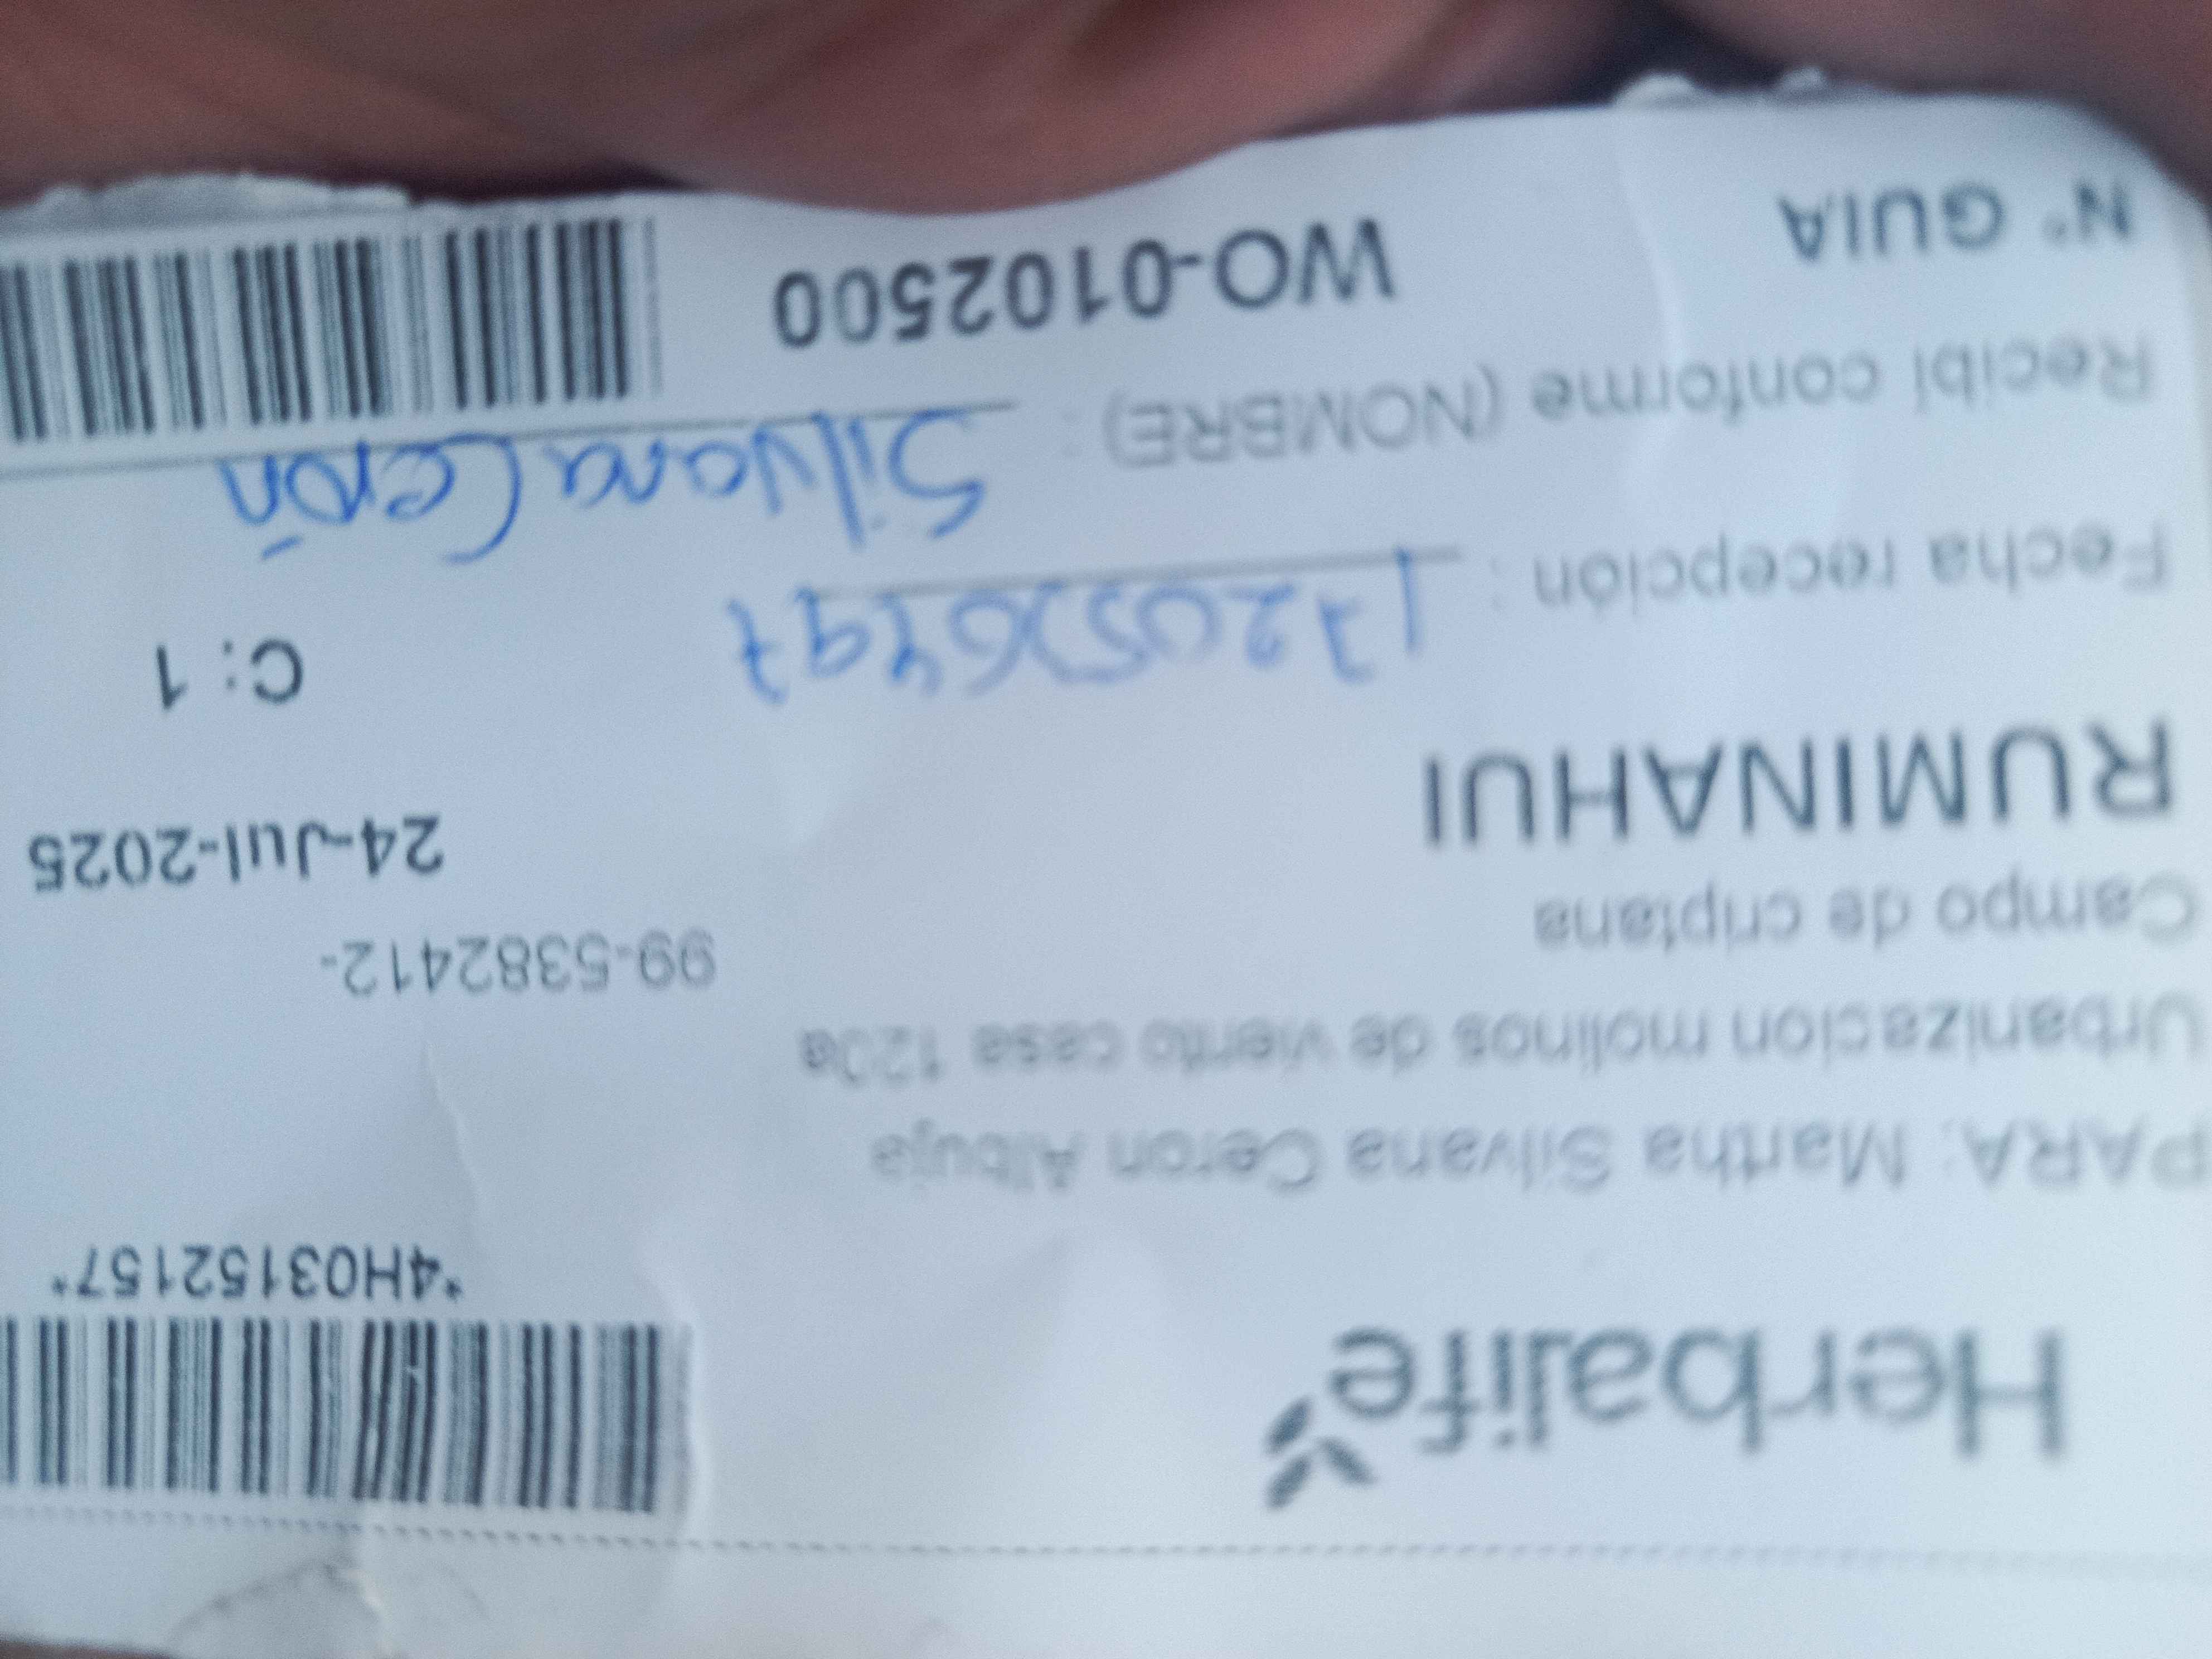 Herbalife
*4H03152157*
PARA: Martha Silvana Ceron Albuja
Urbanizacion molinos de viento casa 120a
Campo de criptana
99-5382412-
RUMINAHUI
24-Jul-2025
C: 1
Fecha recepción :
Recibí conforme (NOMBRE) : Silvana Cerón
N° GUIA
WO-0102500